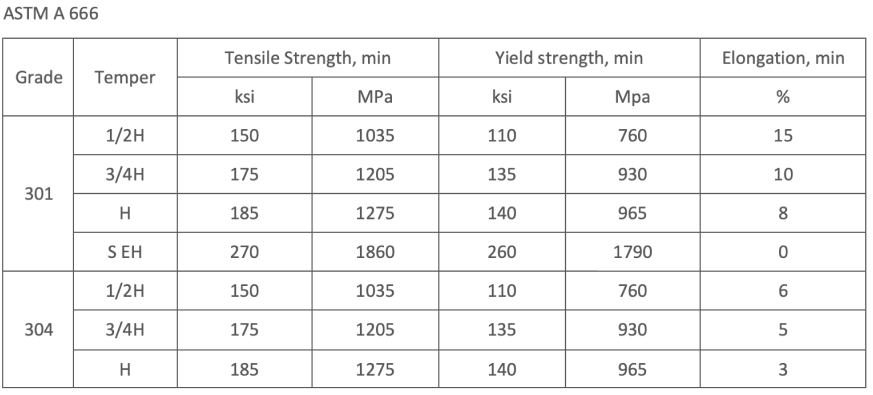 ASTM A 666
Grade Temper Tensile Strength, min Yield strength, min Elongation, min
ksi MPa ksi Mpa %
301 1/2H 150 1035 110 760 15
3/4H 175 1205 135 930 10
H 185 1275 140 965 8
S EH 270 1860 260 1790 0
304 1/2H 150 1035 110 760 6
3/4H 175 1205 135 930 5
H 185 1275 140 965 3